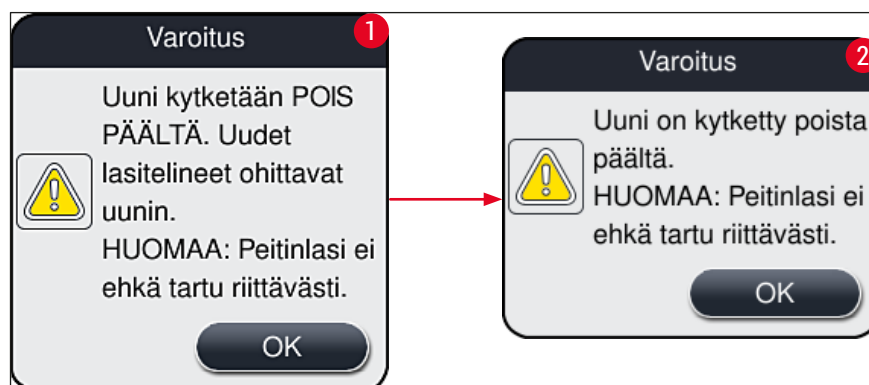 Varoitus
1
Uuni kytketään POIS
PÄÄLTÄ. Uudet
lasitelineet ohittavat
uunin.
HUOMAA: Peitinlasi ei
ehkä tartu riittävästi.
OK
Varoitus
2
Uuni on kytketty poista
päältä.
HUOMAA: Peitinlasi ei
ehkä tartu riittävästi.
OK